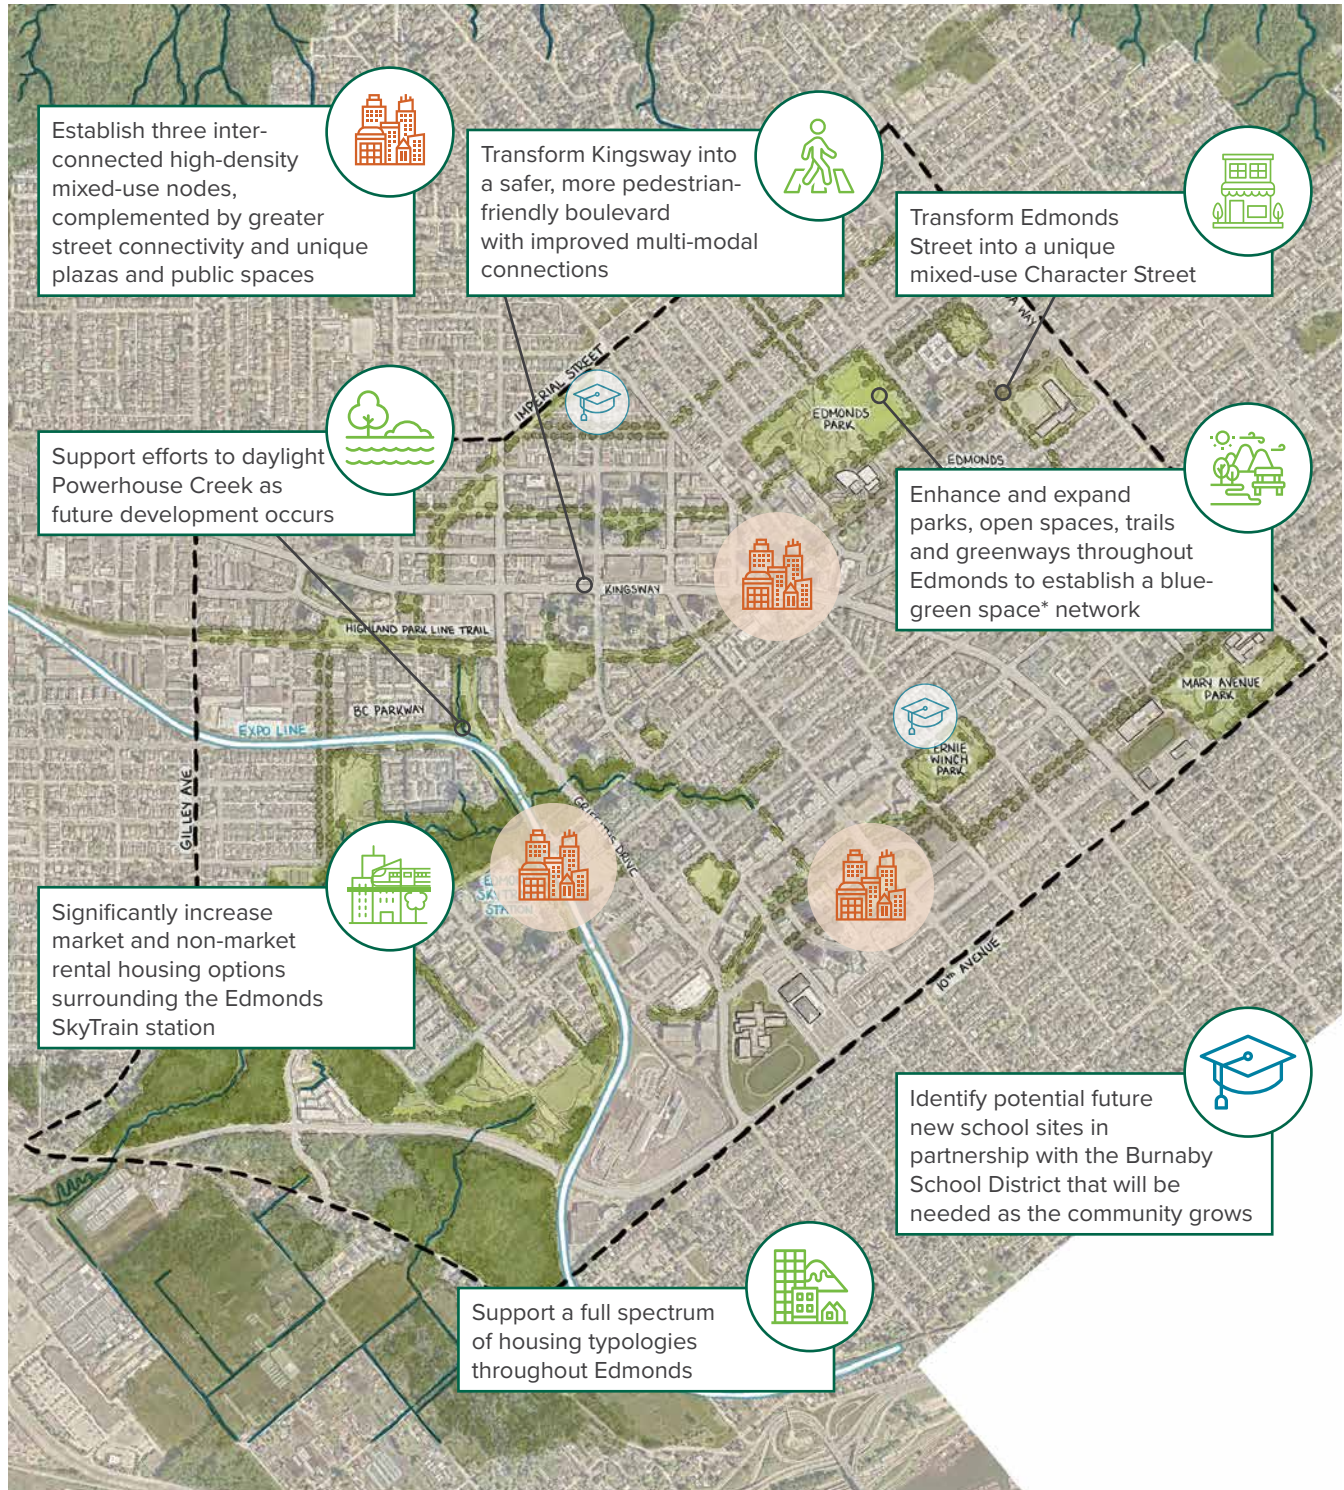 Establish three inter-
connected high-density
mixed-use nodes,
complemented by greater
street connectivity and unique
plazas and public spaces
Transform Kingsway into
a safer, more pedestrian-
friendly boulevard
with improved multi-modal
connections
Transform Edmonds
Street into a unique
mixed-use Character Street
WAY
IMPERIAL STREET
EDMONDS
PARK
EDMONDS
Support efforts to daylight
Powerhouse Creek as
future development occurs
Enhance and expand
parks, open spaces, trails
and greenways throughout
Edmonds to establish a blue-
green space* network
KINGSWAY
HIGHLAND PARK LINE TRAIL
MARY AVENUE
PARK
BC PARKWAY
EXPO LINE
ERNIE
WINCH
PARK
GILLEY AVE
GRIFFITHS DRIVE
STATION
Significantly increase
market and non-market
rental housing options
surrounding the Edmonds
SkyTrain station
10th AVENUE
Identify potential future
new school sites in
partnership with the Burnaby
School District that will be
needed as the community grows
Support a full spectrum
of housing typologies
throughout Edmonds